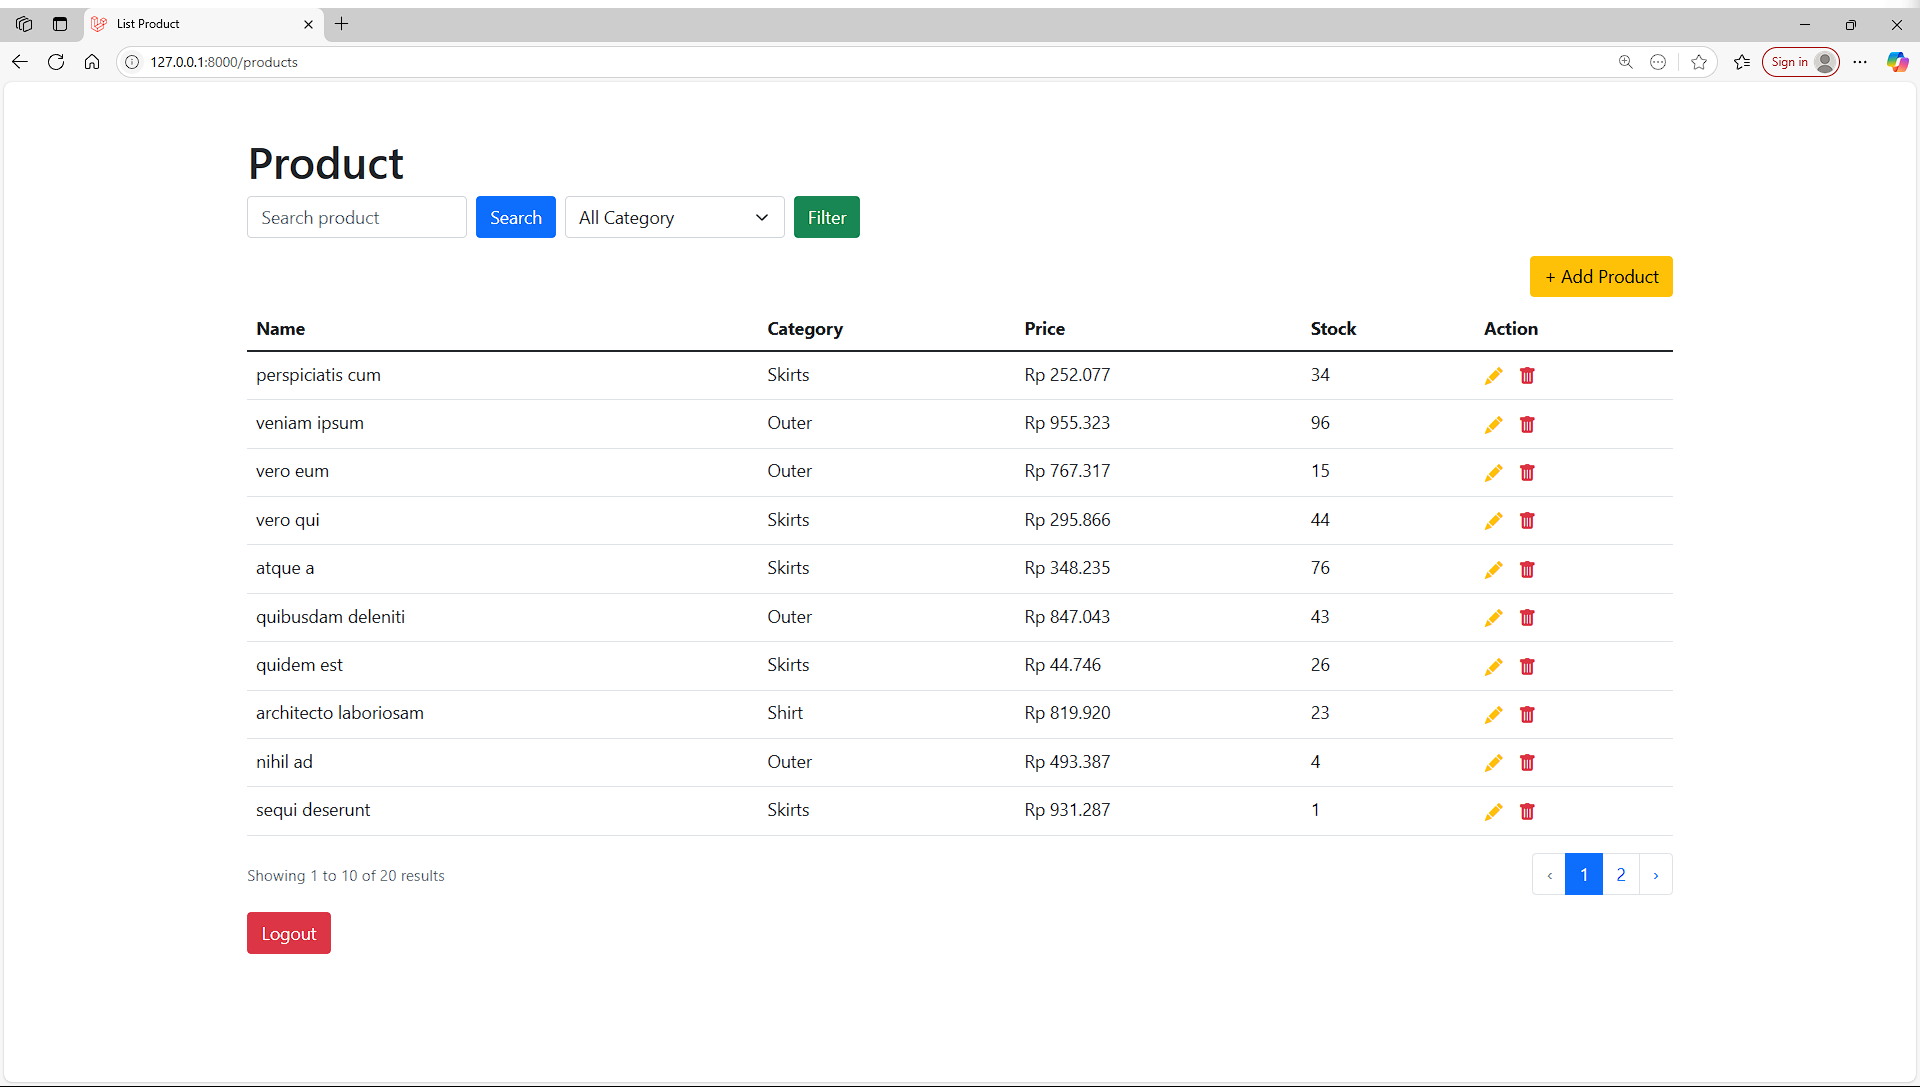 List Product
127.0.0.1:8000/products
Sign in
Product
Search product Search All Category Filter
+ Add Product
Name Category Price Stock Action
perspiciatis cum Skirts Rp 252.077 34
veniam ipsum Outer Rp 955.323 96
vero eum Outer Rp 767.317 15
vero qui Skirts Rp 295.866 44
atque a Skirts Rp 348.235 76
quibusdam deleniti Outer Rp 847.043 43
quidem est Skirts Rp 44.746 26
architecto laboriosam Shirt Rp 819.920 23
nihil ad Outer Rp 493.387 4
sequi deserunt Skirts Rp 931.287 1
Showing 1 to 10 of 20 results ‹ 1 2 ›
Logout